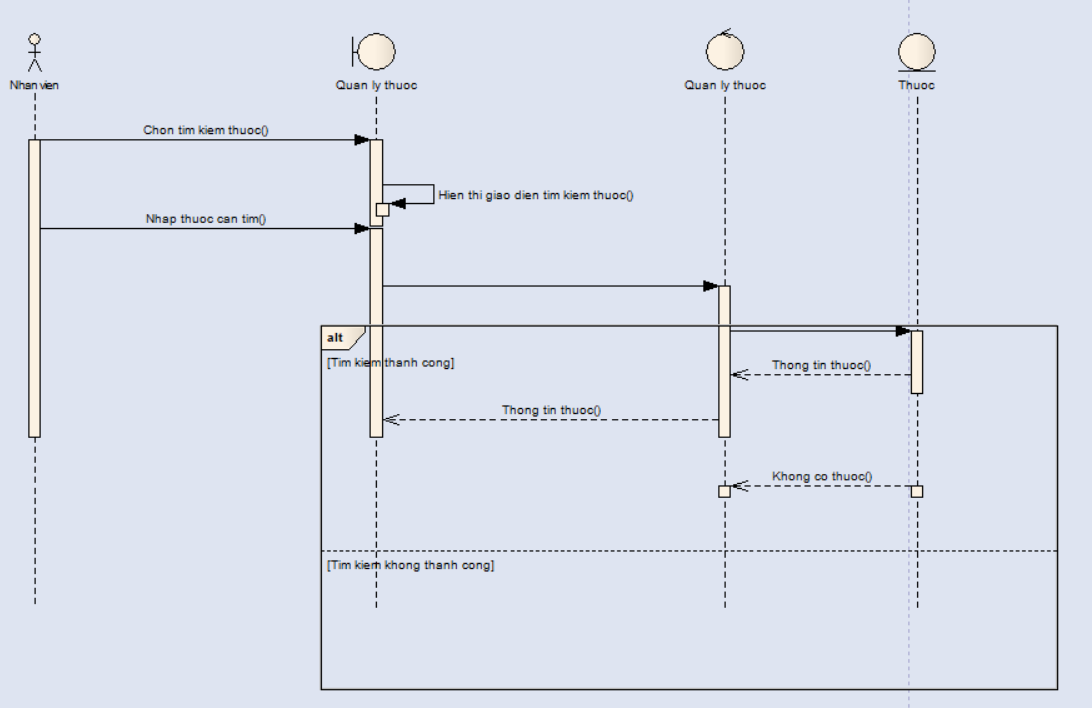 Nhan vien
Quan ly thuoc
Quan ly thuoc
Thuoc
Chon tim kiem thuoc()
Hien thi giao dien tim kiem thuoc()
Nhap thuoc can tim()
alt
[Tim kiem thanh cong]
Thong tin thuoc()
Thong tin thuoc()
Khong co thuoc()
[Tim kiem khong thanh cong]